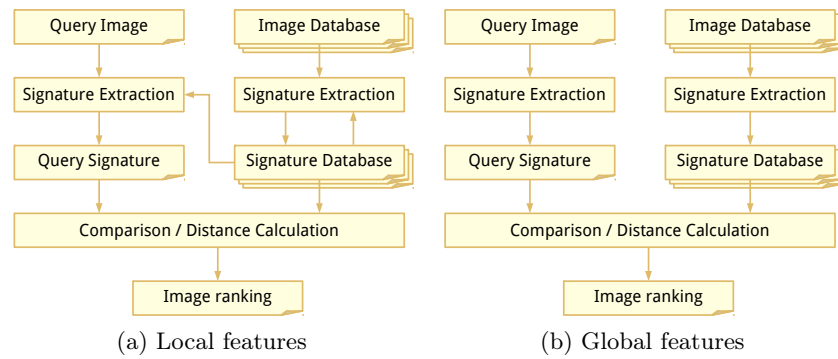 Query Image
Image Database
Signature Extraction
Signature Extraction
Query Signature
Signature Database
Comparison / Distance Calculation
Image ranking
(a) Local features
Query Image
Image Database
Signature Extraction
Signature Extraction
Query Signature
Signature Database
Comparison / Distance Calculation
Image ranking
(b) Global features